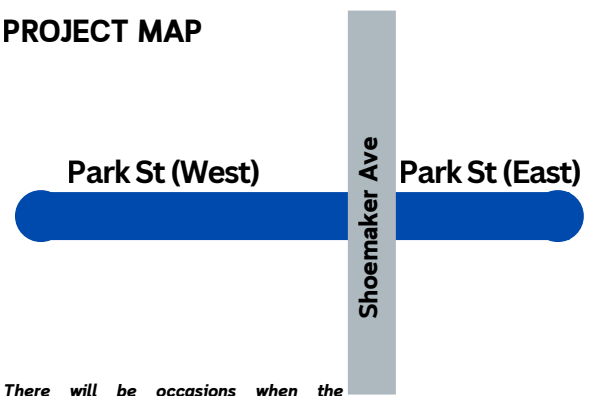 PROJECT MAP
Park St (West)
Park St (East)
Shoemaker Ave
There will be occasions when the